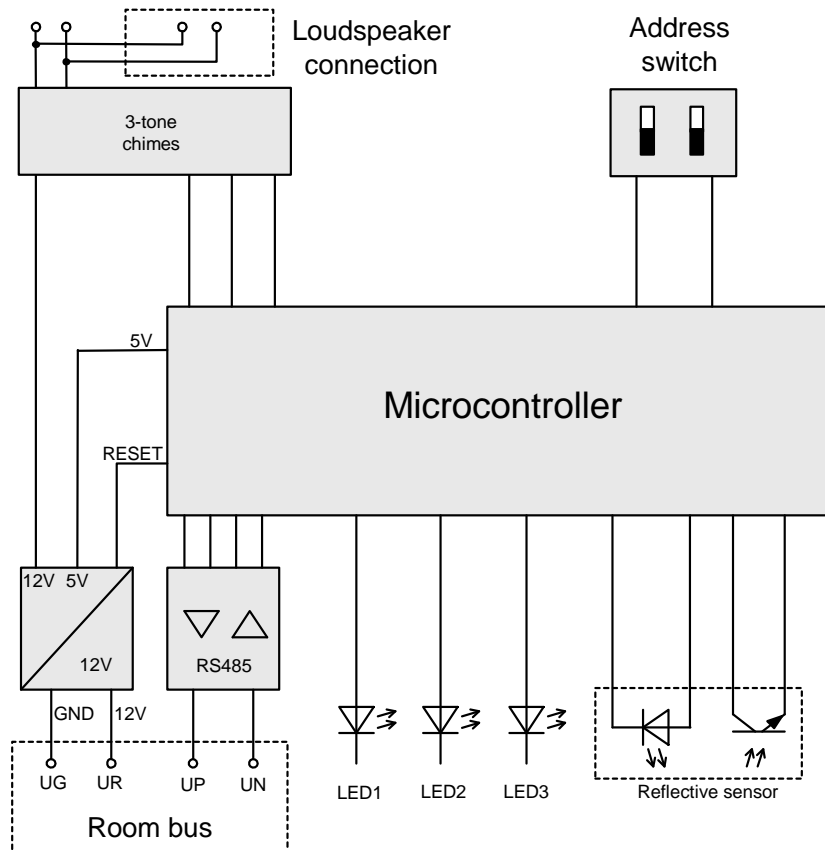 Loudspeaker
connection
Address
switch
3-tone
chimes
5V
Microcontroller
RESET
12V 5V
12V
RS485
GND 12V
UG UR UP UN
LED1 LED2 LED3
Reflective sensor
Room bus